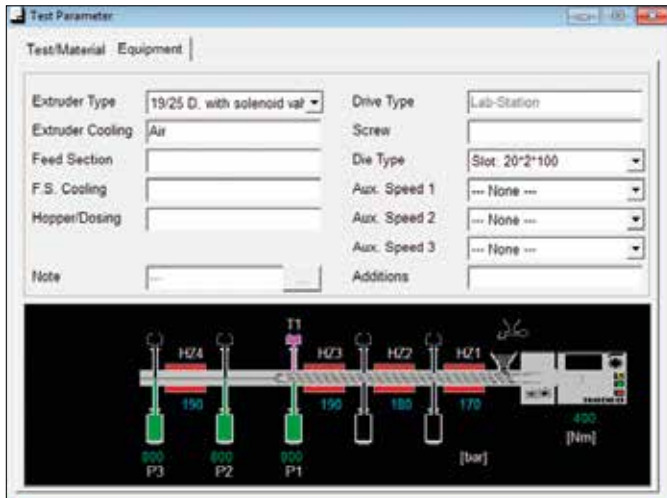 Test Parameter
Test/Material Equipment
Extruder Type 19/25 D, with solenoid val Drive Type Lab-Station
Extruder Cooling Air Screw
Feed Section Die Type Slot: 20*2*100
F.S. Cooling Aux. Speed 1 --- None ---
Hopper/Dosing Aux. Speed 2 --- None ---
Aux. Speed 3 --- None ---
Note --- ... Additions
T1
HZ4 HZ3 HZ2 HZ1
190 190 180 170
400
[Nm]
800 800 800 [bar]
P3 P2 P1